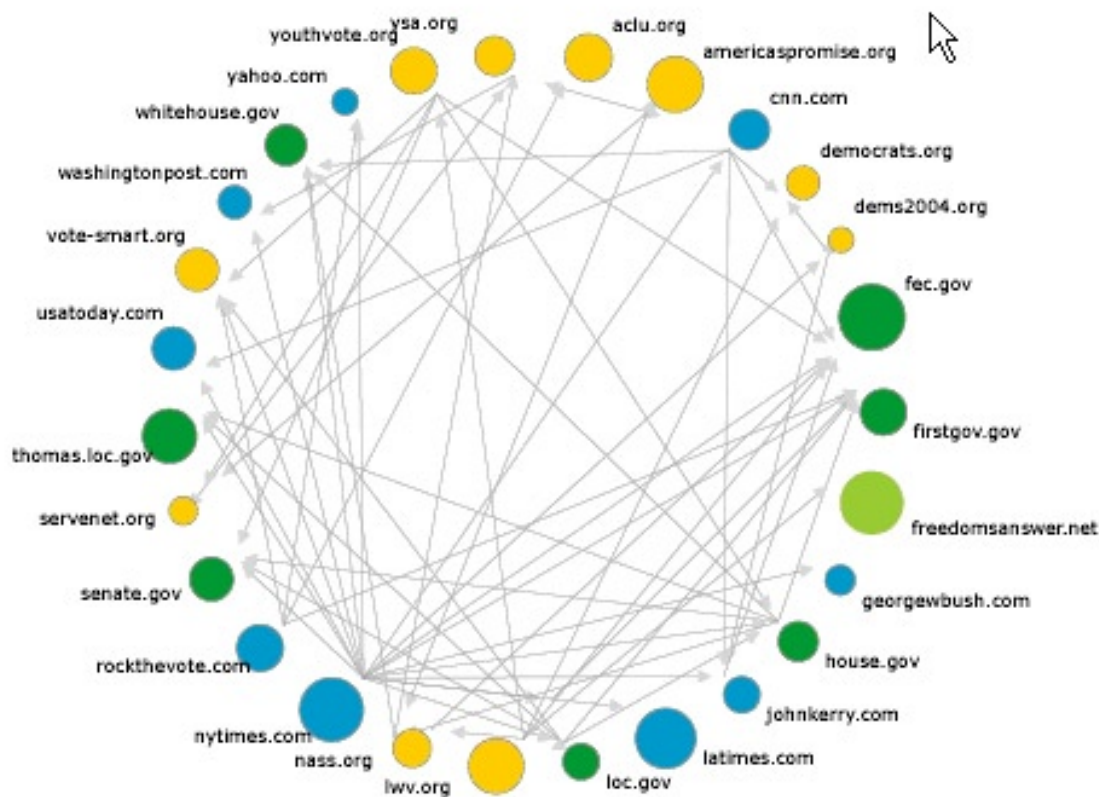 ysa.org
aclu.org
youthvote.org
americaspromise.org
yahoo.com
cnn.com
whitehouse.gov
democrats.org
washingtonpost.com
dems2004.org
vote-smart.org
fec.gov
usatoday.com
firstgov.gov
thomas.loc.gov
servenet.org
freedomsanswer.net
senate.gov
georgewbush.com
rockthevote.com
house.gov
johnkerry.com
nytimes.com
nass.org
latimes.com
lwv.org
loc.gov